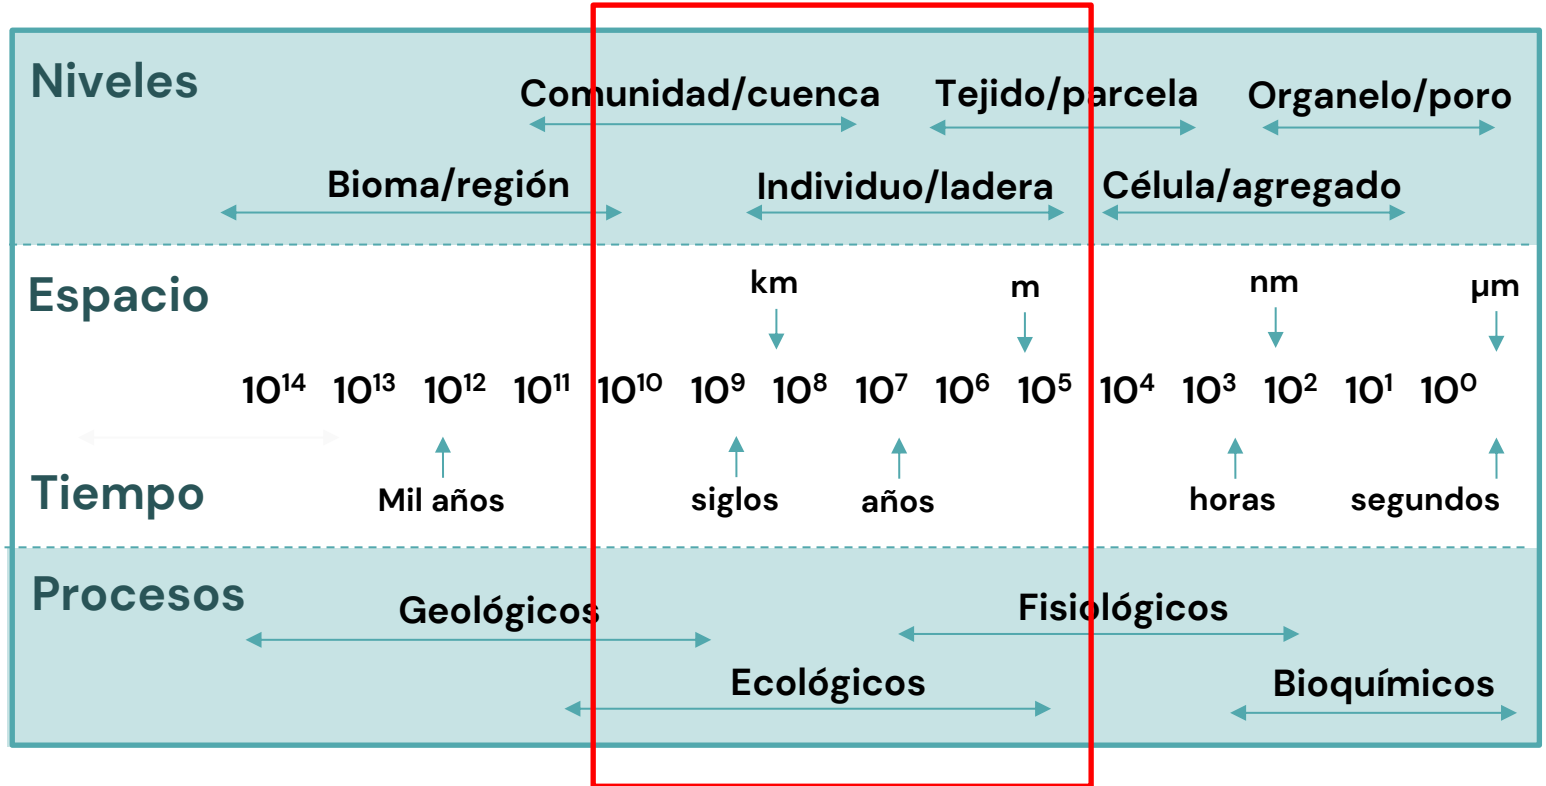 Niveles
Comunidad/cuenca Tejido/parcela Organelo/poro
Bioma/región Individuo/ladera Célula/agregado
Espacio
km m nm µm
10¹⁴ 10¹³ 10¹² 10¹¹ 10¹⁰ 10⁹ 10⁸ 10⁷ 10⁶ 10⁵ 10⁴ 10³ 10² 10¹ 10⁰
Tiempo
Mil años siglos años horas segundos
Procesos
Geológicos Fisiológicos
Ecológicos Bioquímicos